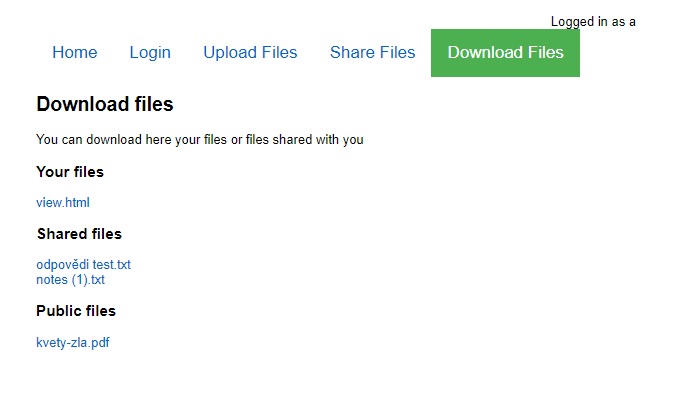 Logged in as a
Home Login Upload Files Share Files Download Files
Download files
You can download here your files or files shared with you
Your files
view.html
Shared files
odpovědi test.txt
notes (1).txt
Public files
kvety-zla.pdf